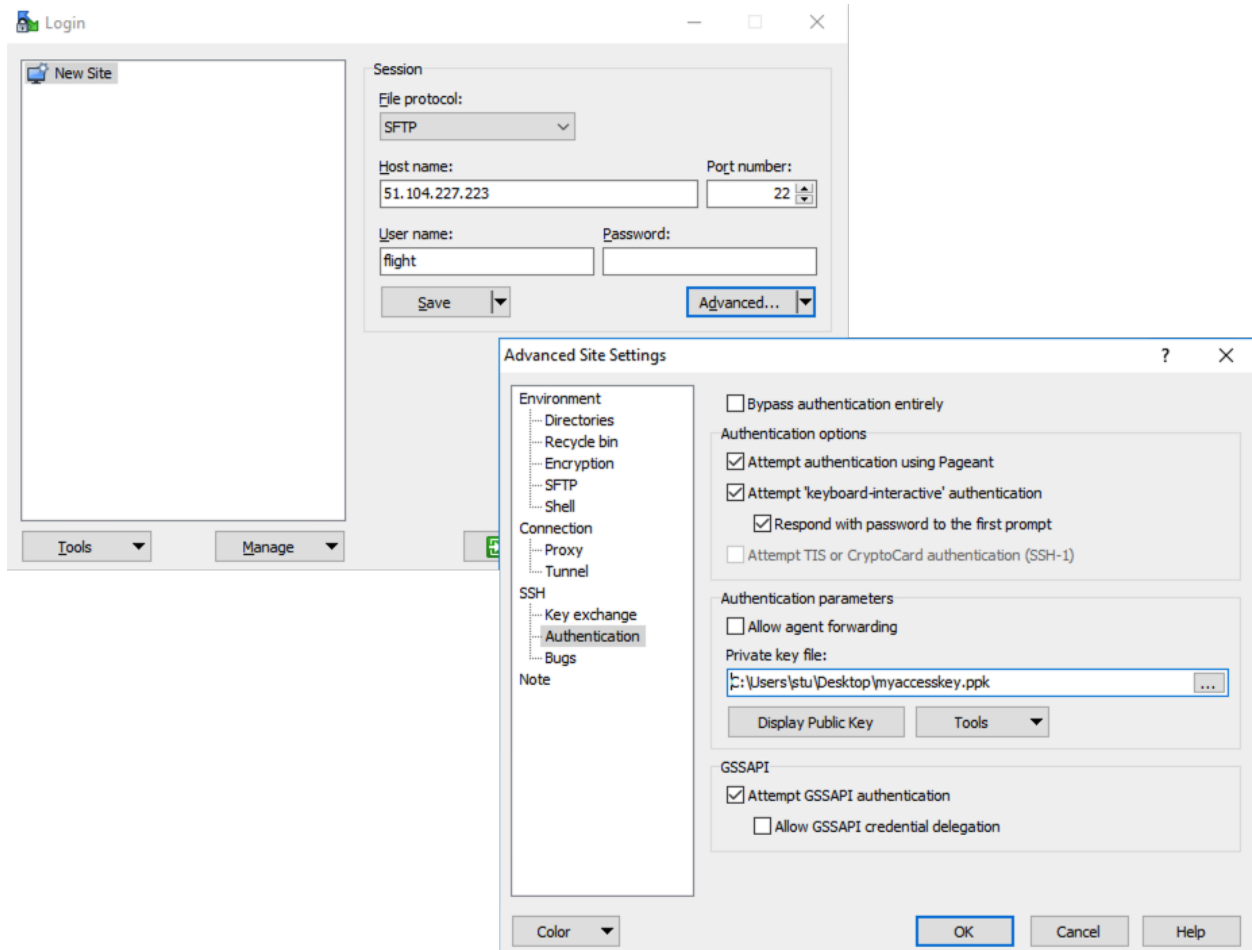 Login
New Site
Session
File protocol:
SFTP
Host name:
Port number:
51.104.227.223
22
User name:
Password:
flight
Save
Advanced...
Tools
Manage
Advanced Site Settings
?
Environment
Directories
Recycle bin
Encryption
SFTP
Shell
Connection
Proxy
Tunnel
SSH
Key exchange
Authentication
Bugs
Note
Bypass authentication entirely
Authentication options
Attempt authentication using Pageant
Attempt 'keyboard-interactive' authentication
Respond with password to the first prompt
Attempt TIS or CryptoCard authentication (SSH-1)
Authentication parameters
Allow agent forwarding
Private key file:
C:\Users\stu\Desktop\myaccesskey.ppk
...
Display Public Key
Tools
GSSAPI
Attempt GSSAPI authentication
Allow GSSAPI credential delegation
Color
OK
Cancel
Help